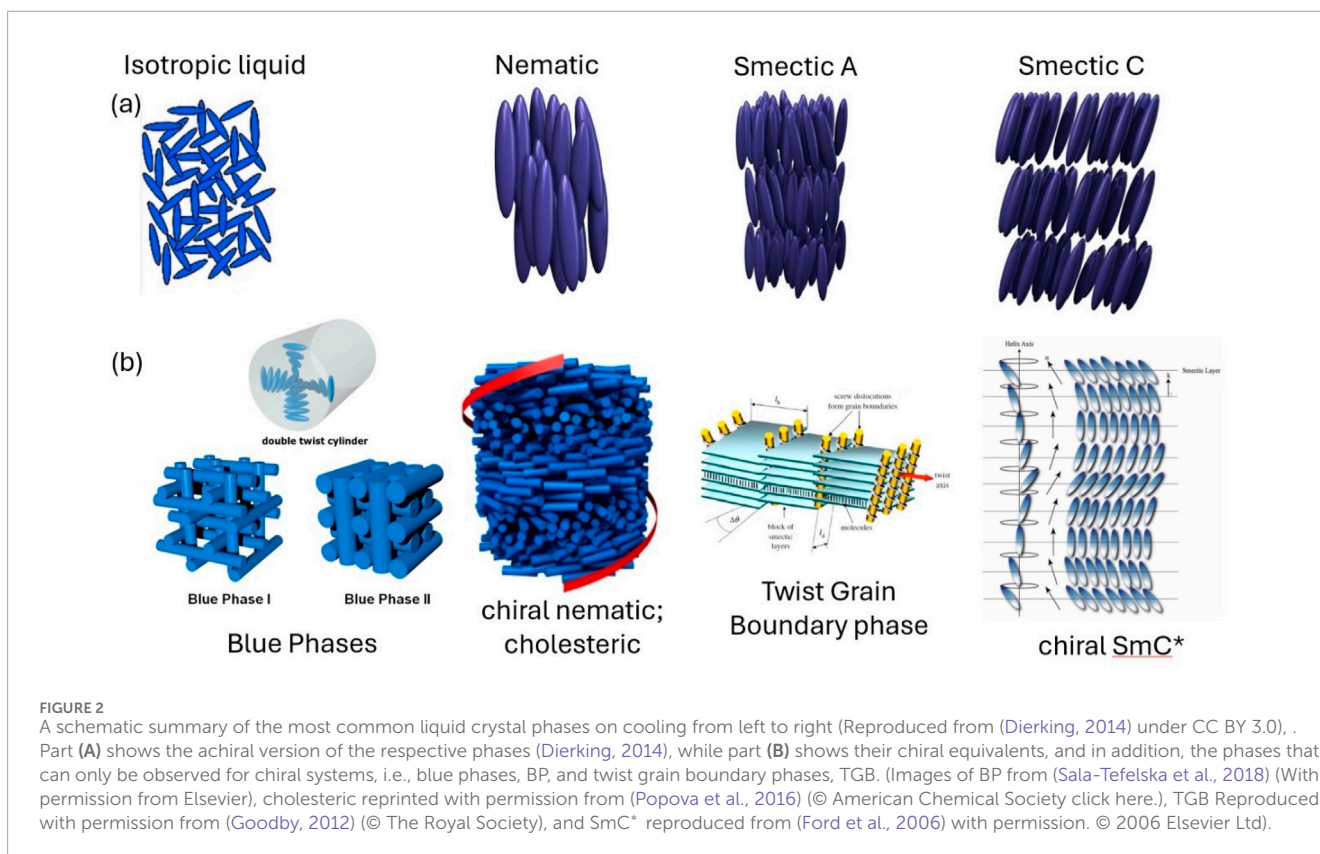 Isotropic liquid
Nematic
Smectic A
Smectic C
(a)
(b)
double twist cylinder
Blue Phase I
Blue Phase II
Blue Phases
chiral nematic;
cholesteric
l_b
screw dislocations
form grain boundaries
twist
axis
Δθ
block of
smectic
layers
l_d
molecules
Twist Grain
Boundary phase
Helix Axis
n
Smectic Layer
k
chiral SmC*
FIGURE 2
A schematic summary of the most common liquid crystal phases on cooling from left to right (Reproduced from (Dierking, 2014) under CC BY 3.0), .
Part (A) shows the achiral version of the respective phases (Dierking, 2014), while part (B) shows their chiral equivalents, and in addition, the phases that
can only be observed for chiral systems, i.e., blue phases, BP, and twist grain boundary phases, TGB. (Images of BP from (Sala-Tefelska et al., 2018) (With
permission from Elsevier), cholesteric reprinted with permission from (Popova et al., 2016) (© American Chemical Society click here.), TGB Reproduced
with permission from (Goodby, 2012) (© The Royal Society), and SmC* reproduced from (Ford et al., 2006) with permission. © 2006 Elsevier Ltd).